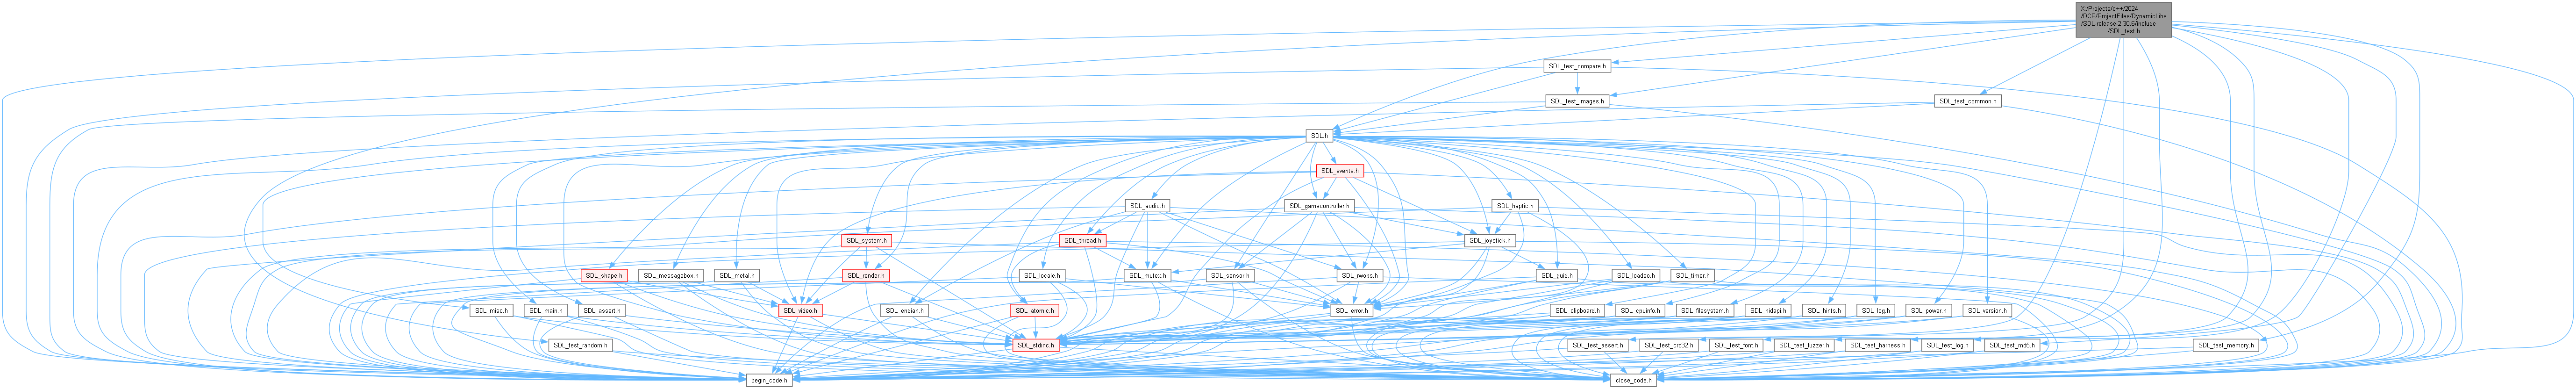 X:/Projects/c++/2024
/DCP/ProjectFiles/DynamicLibs
/SDL-release-2.30.6/include
/SDL_test.h
SDL_test_compare.h
SDL_test_images.h
SDL_test_common.h
SDL.h
SDL_events.h
SDL_audio.h
SDL_gamecontroller.h
SDL_haptic.h
SDL_system.h
SDL_thread.h
SDL_joystick.h
SDL_shape.h
SDL_messagebox.h
SDL_metal.h
SDL_render.h
SDL_locale.h
SDL_mutex.h
SDL_sensor.h
SDL_rwops.h
SDL_guid.h
SDL_loadso.h
SDL_timer.h
SDL_misc.h
SDL_main.h
SDL_assert.h
SDL_video.h
SDL_endian.h
SDL_atomic.h
SDL_error.h
SDL_clipboard.h
SDL_cpuinfo.h
SDL_filesystem.h
SDL_hidapi.h
SDL_hints.h
SDL_log.h
SDL_power.h
SDL_version.h
SDL_test_random.h
SDL_stdinc.h
SDL_test_assert.h
SDL_test_crc32.h
SDL_test_font.h
SDL_test_fuzzer.h
SDL_test_harness.h
SDL_test_log.h
SDL_test_md5.h
SDL_test_memory.h
begin_code.h
close_code.h